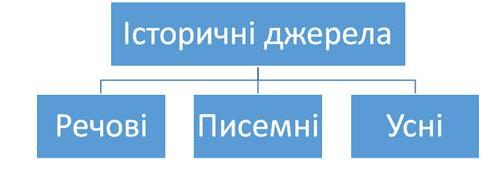 Історичні джерела
Речові
Писемні
Усні